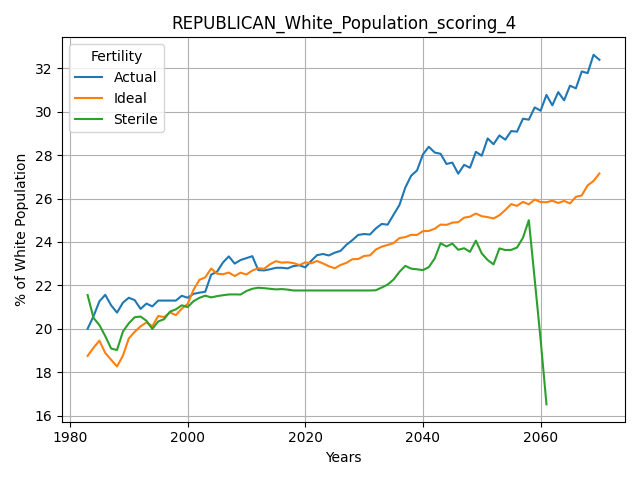 REPUBLICAN_White_Population_scoring_4
Fertility
Actual
Ideal
Sterile
% of White Population
32
30
28
26
24
22
20
18
16
1980
2000
2020
2040
2060
Years